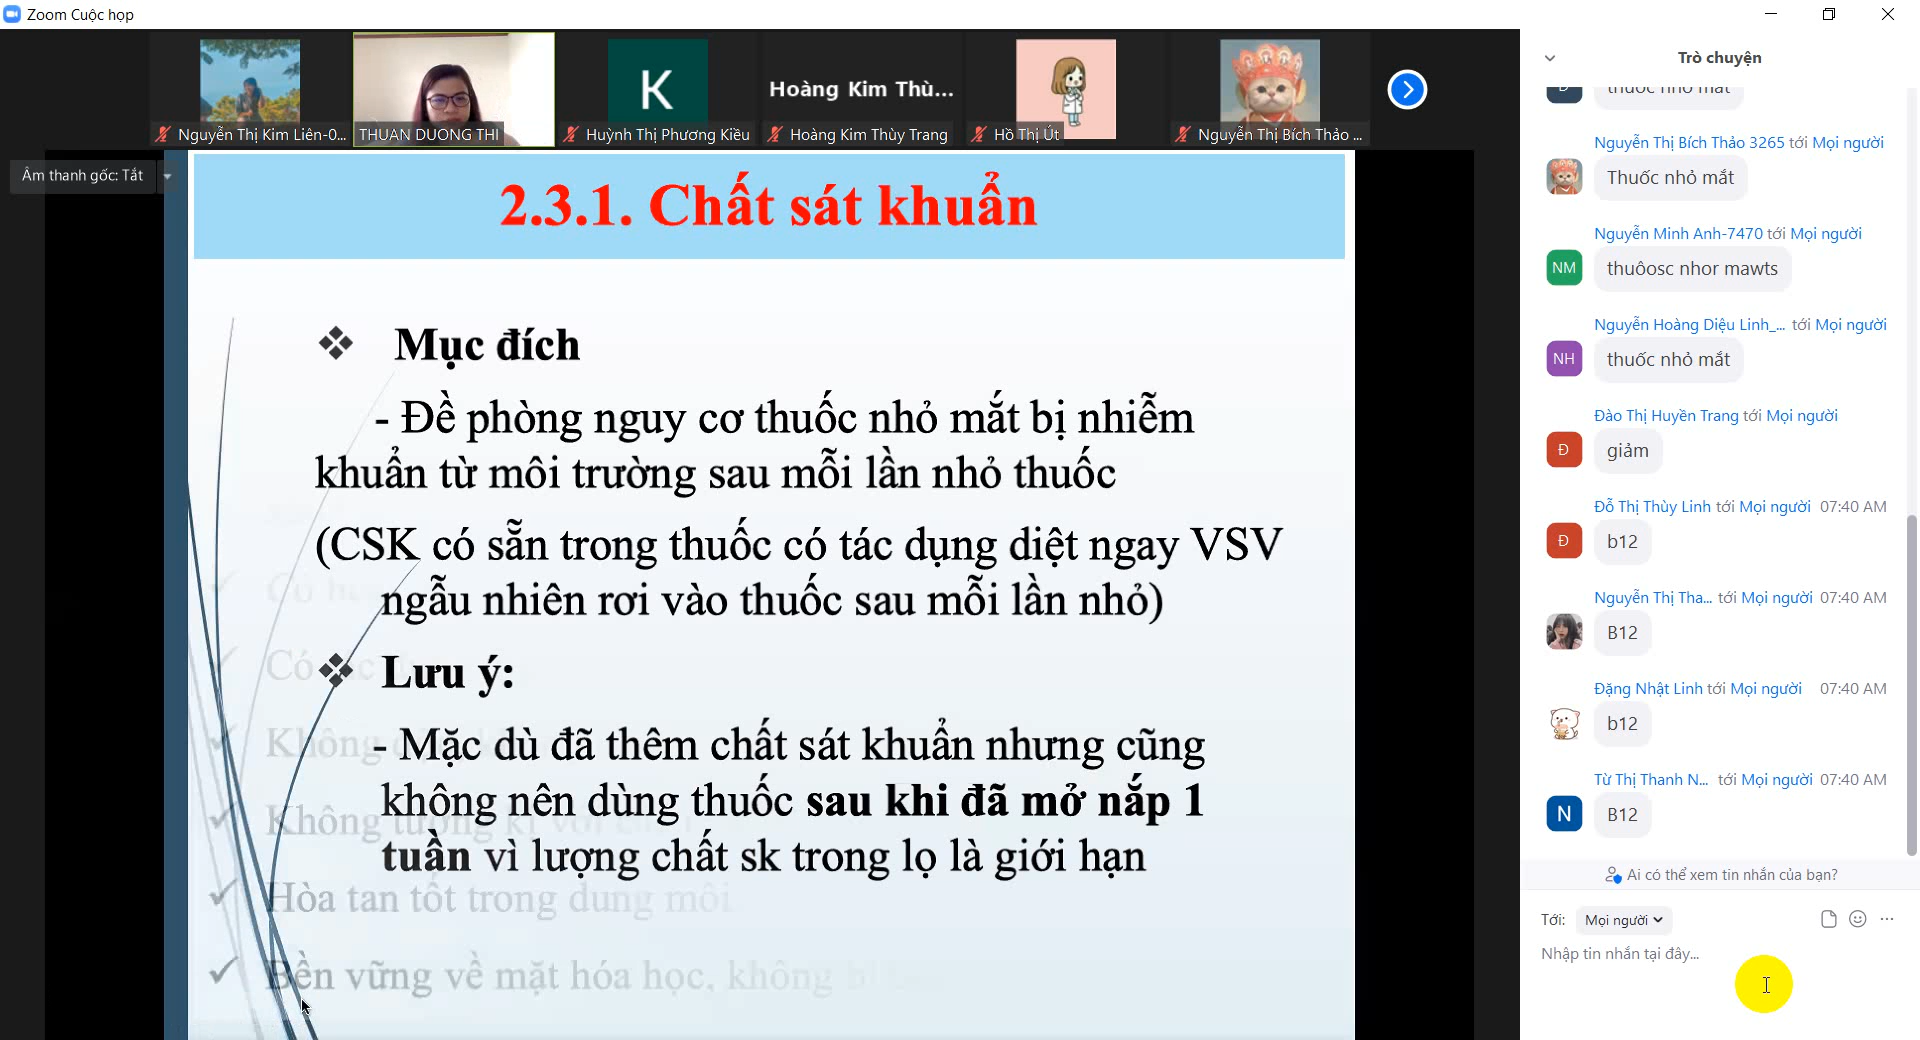 Zoom Cuộc họp
Nguyễn Thị Kim Liên-0...
THUAN DUONG THI
K
Huỳnh Thị Phương Kiều
Hoàng Kim Thù...
Hoàng Kim Thùy Trang
Hồ Thị Út
Nguyễn Thị Bích Thảo ...
Âm thanh gốc: Tắt
2.3.1. Chất sát khuẩn
Mục đích
- Đề phòng nguy cơ thuốc nhỏ mắt bị nhiễm
khuẩn từ môi trường sau mỗi lần nhỏ thuốc
(CSK có sẵn trong thuốc có tác dụng diệt ngay VSV
ngẫu nhiên rơi vào thuốc sau mỗi lần nhỏ)
Lưu ý:
- Mặc dù đã thêm chất sát khuẩn nhưng cũng
không nên dùng thuốc sau khi đã mở nắp 1
tuần vì lượng chất sk trong lọ là giới hạn
Có
Có
Không
Không
Hòa tan tốt trong dung môi
Bền vững về mặt hóa học, không
Trò chuyện
thuốc nhỏ mắt
Nguyễn Thị Bích Thảo 3265 tới Mọi người
Thuốc nhỏ mắt
Nguyễn Minh Anh-7470 tới Mọi người
NM
thuôosc nhor mawts
Nguyễn Hoàng Diệu Linh_... tới Mọi người
NH
thuốc nhỏ mắt
Đào Thị Huyền Trang tới Mọi người
Đ
giảm
Đỗ Thị Thùy Linh tới Mọi người 07:40 AM
Đ
b12
Nguyễn Thị Tha... tới Mọi người 07:40 AM
B12
Đặng Nhật Linh tới Mọi người 07:40 AM
b12
Từ Thị Thanh N... tới Mọi người 07:40 AM
N
B12
Ai có thể xem tin nhắn của bạn?
Tới: Mọi người
Nhập tin nhắn tại đây...